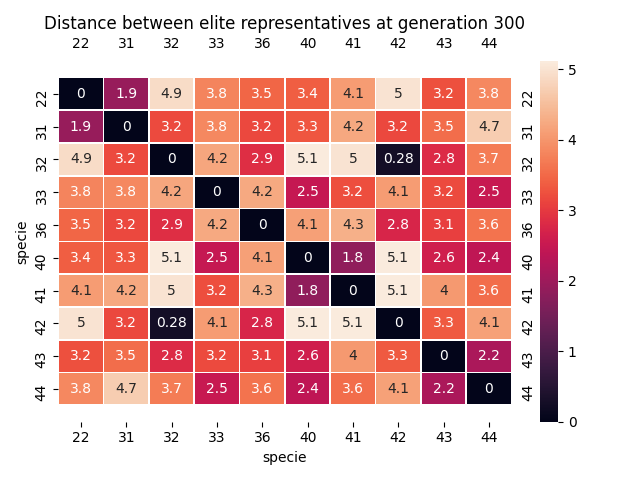 Distance between elite representatives at generation 300
22 31 32 33 36 40 41 42 43 44
22 0 1.9 4.9 3.8 3.5 3.4 4.1 5 3.2 3.8 22
31 1.9 0 3.2 3.8 3.2 3.3 4.2 3.2 3.5 4.7 31
32 4.9 3.2 0 4.2 2.9 5.1 5 0.28 2.8 3.7 32
33 3.8 3.8 4.2 0 4.2 2.5 3.2 4.1 3.2 2.5 33
36 3.5 3.2 2.9 4.2 0 4.1 4.3 2.8 3.1 3.6 36
40 3.4 3.3 5.1 2.5 4.1 0 1.8 5.1 2.6 2.4 40
41 4.1 4.2 5 3.2 4.3 1.8 0 5.1 4 3.6 41
42 5 3.2 0.28 4.1 2.8 5.1 5.1 0 3.3 4.1 42
43 3.2 3.5 2.8 3.2 3.1 2.6 4 3.3 0 2.2 43
44 3.8 4.7 3.7 2.5 3.6 2.4 3.6 4.1 2.2 0 44
22 31 32 33 36 40 41 42 43 44
specie
specie
5
4
3
2
1
0